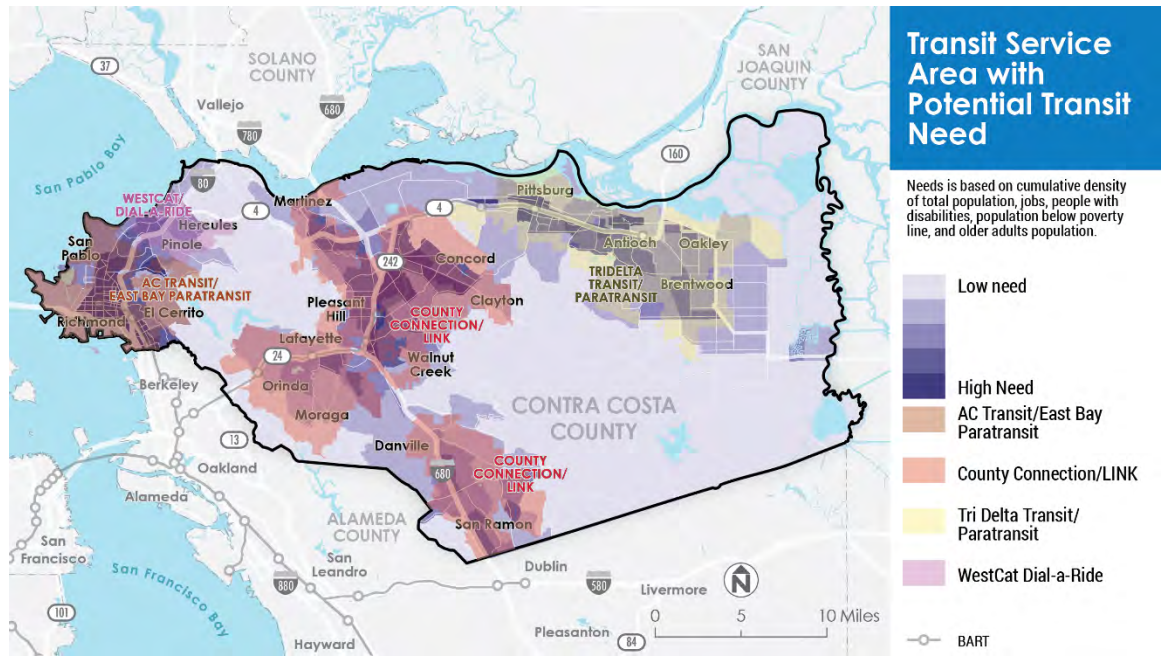 Transit Service
Area with
Potential Transit
Need
Needs is based on cumulative density
of total population, jobs, people with
disabilities, population below poverty
line, and older adults population.
Low need
High Need
AC Transit/East Bay
Paratransit
County Connection/LINK
Tri Delta Transit/
Paratransit
WestCat Dial-a-Ride
BART
SOLANO
COUNTY
SAN
JOAQUIN
COUNTY
37
Vallejo
680
780
160
San Pablo Bay
80
WESTCAT/
DIAL-A-RIDE
Hercules
Pinole
4
Martinez
4
Pittsburg
San
Pablo
Antioch
Oakley
242
Concord
AC TRANSIT/
EAST BAY PARATRANSIT
El Cerrito
Richmond
TRIDELTA
TRANSIT/
PARATRANSIT
Brentwood
Clayton
Pleasant
Hill
COUNTY
CONNECTION/
LINK
Lafayette
24
Walnut
Creek
Orinda
Berkeley
Moraga
CONTRA COSTA
COUNTY
13
Danville
Oakland
COUNTY
CONNECTION/
LINK
680
Alameda
ALAMEDA
COUNTY
San Ramon
San
Francisco
San
Leandro
Dublin
880
580
San Francisco Bay
Livermore
N
101
0
5
10 Miles
Hayward
Pleasanton
84